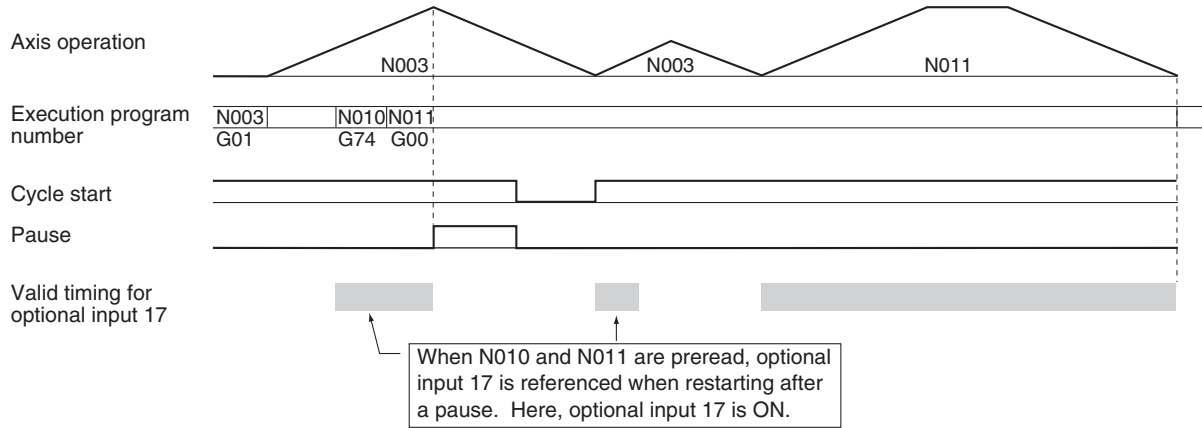 Axis operation
N003
N003
N011
Execution program
number
N003
N010
N011
G01
G74
G00
Cycle start
Pause
Valid timing for
optional input 17
When N010 and N011 are preread, optional
input 17 is referenced when restarting after
a pause. Here, optional input 17 is ON.